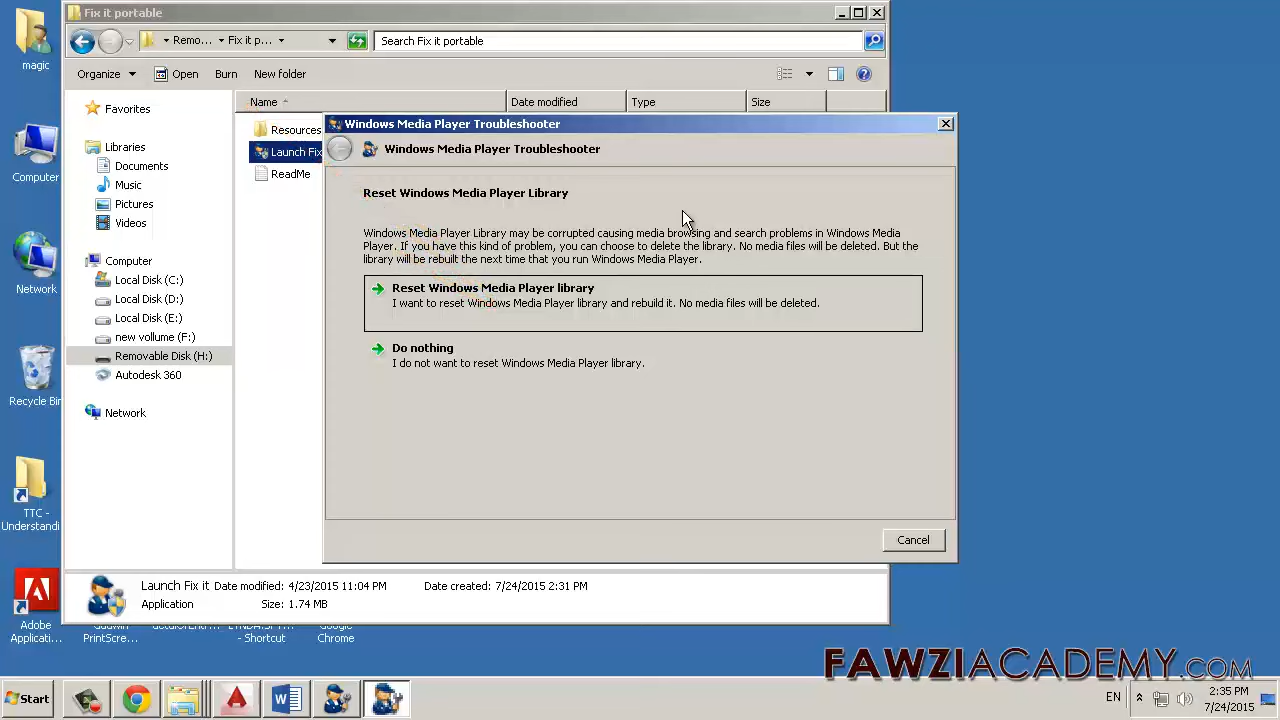 Fix it portable
magic
Remo...
Fix it p...
Search Fix it portable
Organize
Open
Burn
New folder
Name
Date modified
Type
Size
Favorites
Libraries
Documents
Music
Pictures
Videos
Computer
Local Disk (C:)
Local Disk (D:)
Local Disk (E:)
new volume (F:)
Removable Disk (H:)
Autodesk 360
Network
Resources
Launch Fix
ReadMe
Windows Media Player Troubleshooter
Windows Media Player Troubleshooter
Reset Windows Media Player Library
Windows Media Player Library may be corrupted causing media browsing and search problems in Windows Media
Player. If you have this kind of problem, you can choose to delete the library. No media files will be deleted. But the
library will be rebuilt the next time that you run Windows Media Player.
Reset Windows Media Player library
I want to reset Windows Media Player library and rebuild it. No media files will be deleted.
Do nothing
I do not want to reset Windows Media Player library.
Cancel
Computer
Network
Recycle Bin
TTC -
Understandi
Adobe
Applicati...
Launch Fix it
Date modified: 4/23/2015 11:04 PM
Date created: 7/24/2015 2:31 PM
Application
Size: 1.74 MB
PrintScre...
- Shortcut
Google
Chrome
FAWZIACADEMY.COM
Start
EN
2:35 PM
7/24/2015